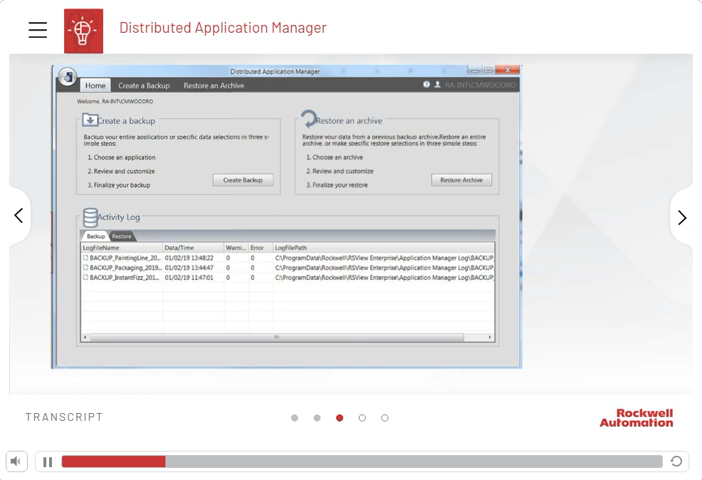 Distributed Application Manager
Distributed Application Manager
Home Create a Backup Restore an Archive RA-INT\CMWOODRO
Welcome, RA-INT\CMWOODRO
Create a backup
Backup your entire application or specific data selections in three s-
imole steps:
1. Choose an application
2. Review and customize
3. Finalize your backup
Create Backup
Restore an archive
Restore your data from a previous backup archive.Restore an entire
archive, or make specific restore selections in three simple steps:
1. Choose an archive
2. Review and customize
3. Finalize your restore
Restore Archive
Activity Log
Backup Restore
LogFileName Data/Time Warni... Error LogFilePath
BACKUP_PaintingLine_20... 01/02/19 13:48:22 0 0 C:\ProgramData\Rockwell\RSView Enterprise\Application Manager Log\BACKUP_
BACKUP_Packaging_2019... 01/02/19 13:44:47 0 0 C:\ProgramData\Rockwell\RSView Enterprise\Application Manager Log\BACKUP_
BACKUP_InstantFizz_201... 01/02/19 11:47:01 0 0 C:\ProgramData\Rockwell\RSView Enterprise\Application Manager Log\BACKUP_
TRANSCRIPT
Rockwell
Automation